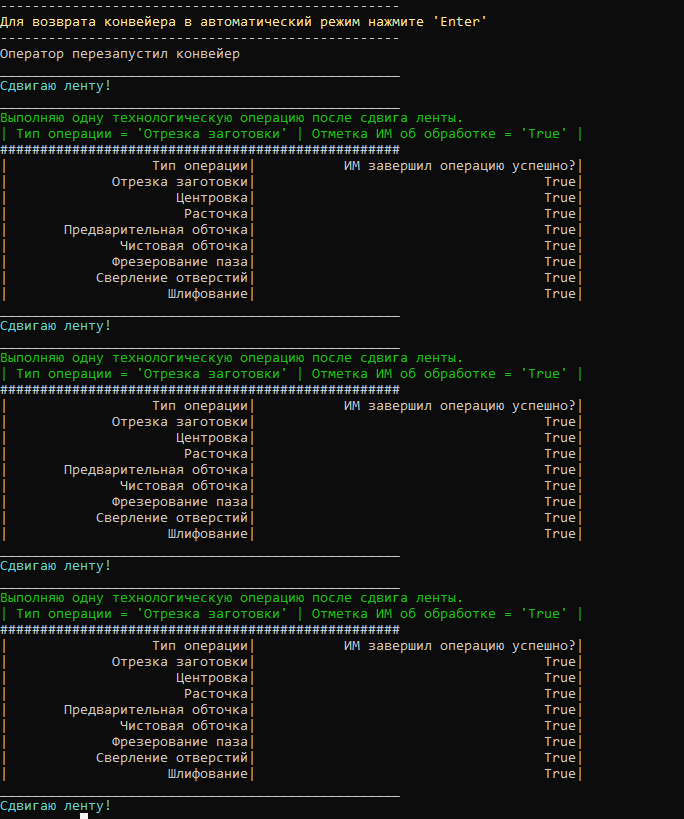 --------------------------------------------------
Для возврата конвейера в автоматический режим нажмите 'Enter'
--------------------------------------------------
Оператор перезапустил конвейер
__________________________________________________
Сдвигаю ленту!
__________________________________________________
Выполняю одну технологическую операцию после сдвига ленты.
| Тип операции = 'Отрезка заготовки' | Отметка ИМ об обработке = 'True' |
##################################################
|                  Тип операции|           ИМ завершил операцию успешно?|
|             Отрезка заготовки|                                    True|
|                     Центровка|                                    True|
|                      Расточка|                                    True|
|       Предварительная обточка|                                    True|
|              Чистовая обточка|                                    True|
|             Фрезерование паза|                                    True|
|           Сверление отверстий|                                    True|
|                    Шлифование|                                    True|
__________________________________________________
Сдвигаю ленту!
__________________________________________________
Выполняю одну технологическую операцию после сдвига ленты.
| Тип операции = 'Отрезка заготовки' | Отметка ИМ об обработке = 'True' |
##################################################
|                  Тип операции|           ИМ завершил операцию успешно?|
|             Отрезка заготовки|                                    True|
|                     Центровка|                                    True|
|                      Расточка|                                    True|
|       Предварительная обточка|                                    True|
|              Чистовая обточка|                                    True|
|             Фрезерование паза|                                    True|
|           Сверление отверстий|                                    True|
|                    Шлифование|                                    True|
__________________________________________________
Сдвигаю ленту!
__________________________________________________
Выполняю одну технологическую операцию после сдвига ленты.
| Тип операции = 'Отрезка заготовки' | Отметка ИМ об обработке = 'True' |
##################################################
|                  Тип операции|           ИМ завершил операцию успешно?|
|             Отрезка заготовки|                                    True|
|                     Центровка|                                    True|
|                      Расточка|                                    True|
|       Предварительная обточка|                                    True|
|              Чистовая обточка|                                    True|
|             Фрезерование паза|                                    True|
|           Сверление отверстий|                                    True|
|                    Шлифование|                                    True|
__________________________________________________
Сдвигаю ленту!